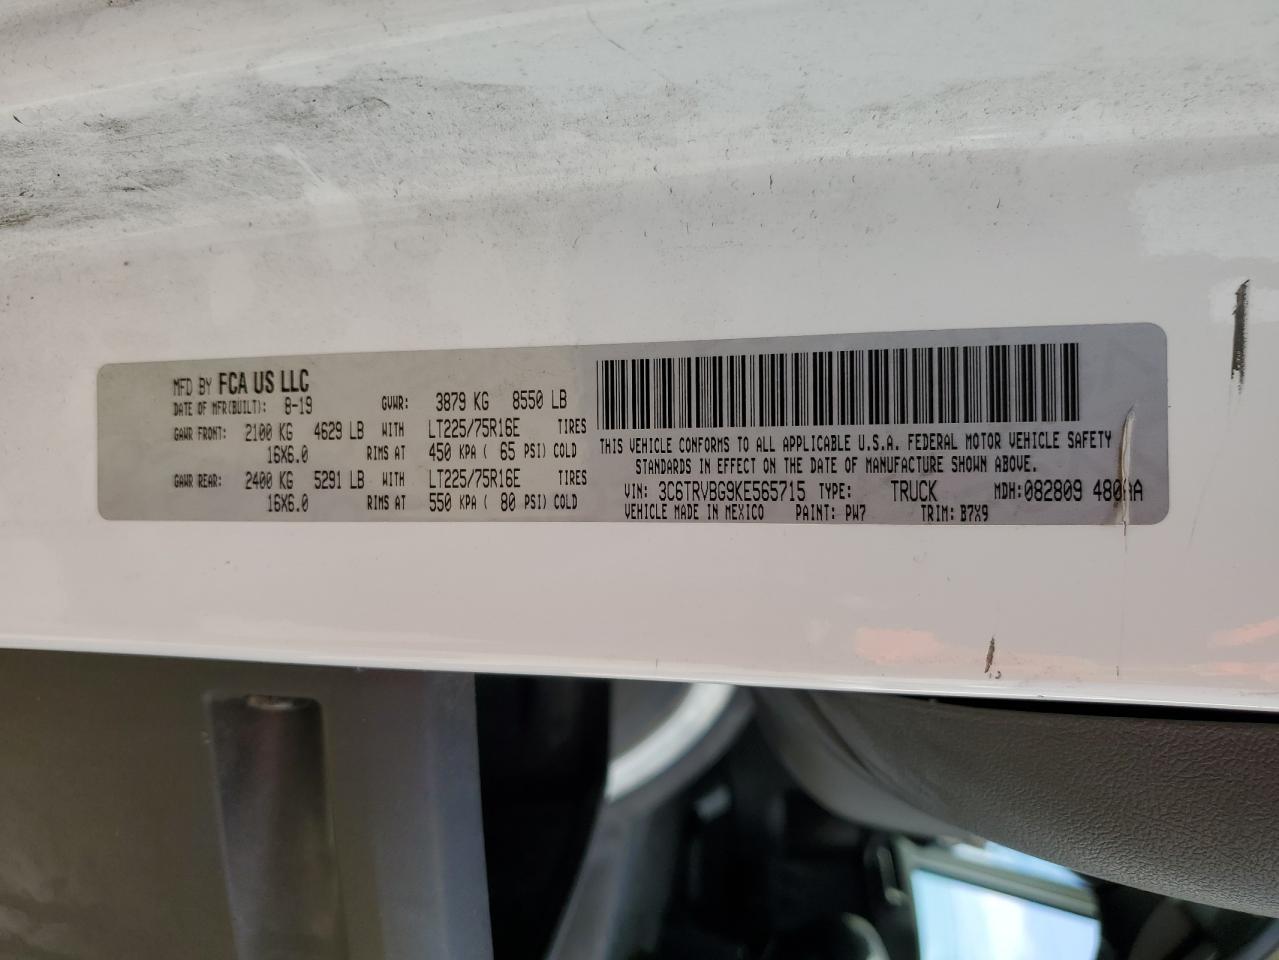 MFD BY FCA US LLC
DATE OF MFR(BUILT): 8-19 GVWR: 3879 KG 8550 LB
GAWR FRONT: 2100 KG 4629 LB WITH LT225/75R16E TIRES
16X6.0 RIMS AT 450 KPA ( 65 PSI) COLD
GAWR REAR: 2400 KG 5291 LB WITH LT225/75R16E TIRES
16X6.0 RIMS AT 550 KPA ( 80 PSI) COLD
THIS VEHICLE CONFORMS TO ALL APPLICABLE U.S.A. FEDERAL MOTOR VEHICLE SAFETY
STANDARDS IN EFFECT ON THE DATE OF MANUFACTURE SHOWN ABOVE.
VIN: 3C6TRVBG9KE565715 TYPE: TRUCK MDH: 082809
VEHICLE MADE IN MEXICO PAINT: PW7 TRIM: B7X9